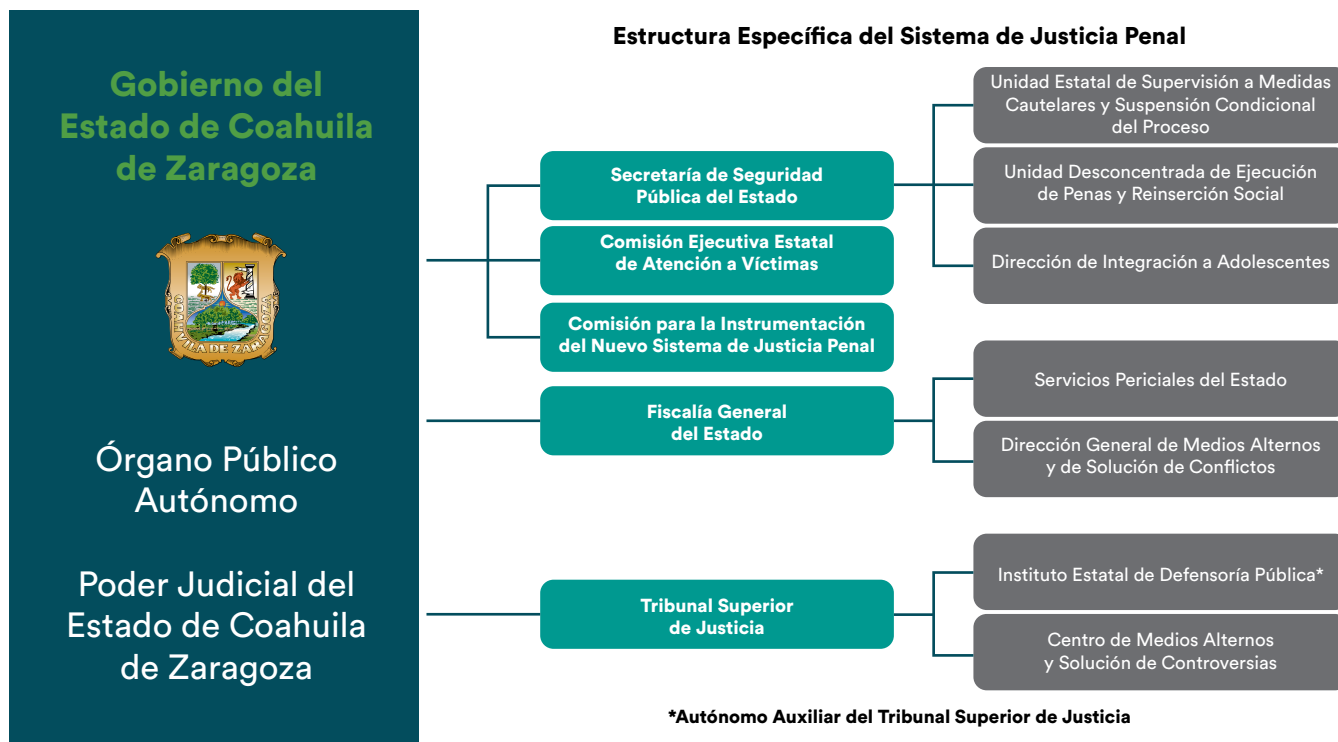 Gobierno del
Estado de Coahuila
de Zaragoza
COAHVILA DE ZARAGOZA
Órgano Público
Autónomo
Poder Judicial del
Estado de Coahuila
de Zaragoza
Estructura Específica del Sistema de Justicia Penal
Secretaría de Seguridad
Pública del Estado
Comisión Ejecutiva Estatal
de Atención a Víctimas
Comisión para la Instrumentación
del Nuevo Sistema de Justicia Penal
Fiscalía General
del Estado
Tribunal Superior
de Justicia
Unidad Estatal de Supervisión a Medidas
Cautelares y Suspensión Condicional
del Proceso
Unidad Desconcentrada de Ejecución
de Penas y Reinserción Social
Dirección de Integración a Adolescentes
Servicios Periciales del Estado
Dirección General de Medios Alternos
y de Solución de Conflictos
Instituto Estatal de Defensoría Pública*
Centro de Medios Alternos
y Solución de Controversias
*Autónomo Auxiliar del Tribunal Superior de Justicia